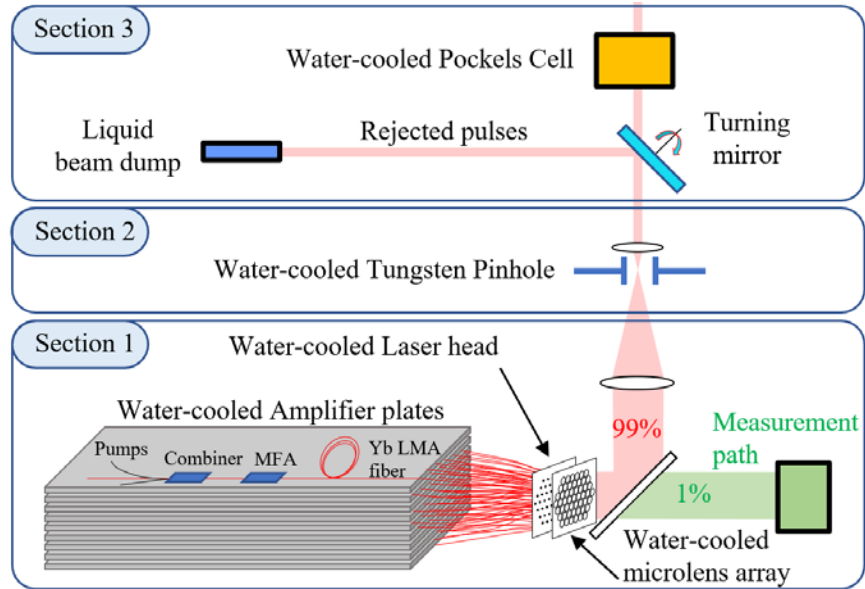 Section 3
Water-cooled Pockels Cell
Liquid
beam dump
Rejected pulses
Turning
mirror
Section 2
Water-cooled Tungsten Pinhole
Section 1
Water-cooled Laser head
Water-cooled Amplifier plates
Pumps
Combiner
MFA
Yb LMA
fiber
99%
Measurement
path
1%
Water-cooled
microlens array